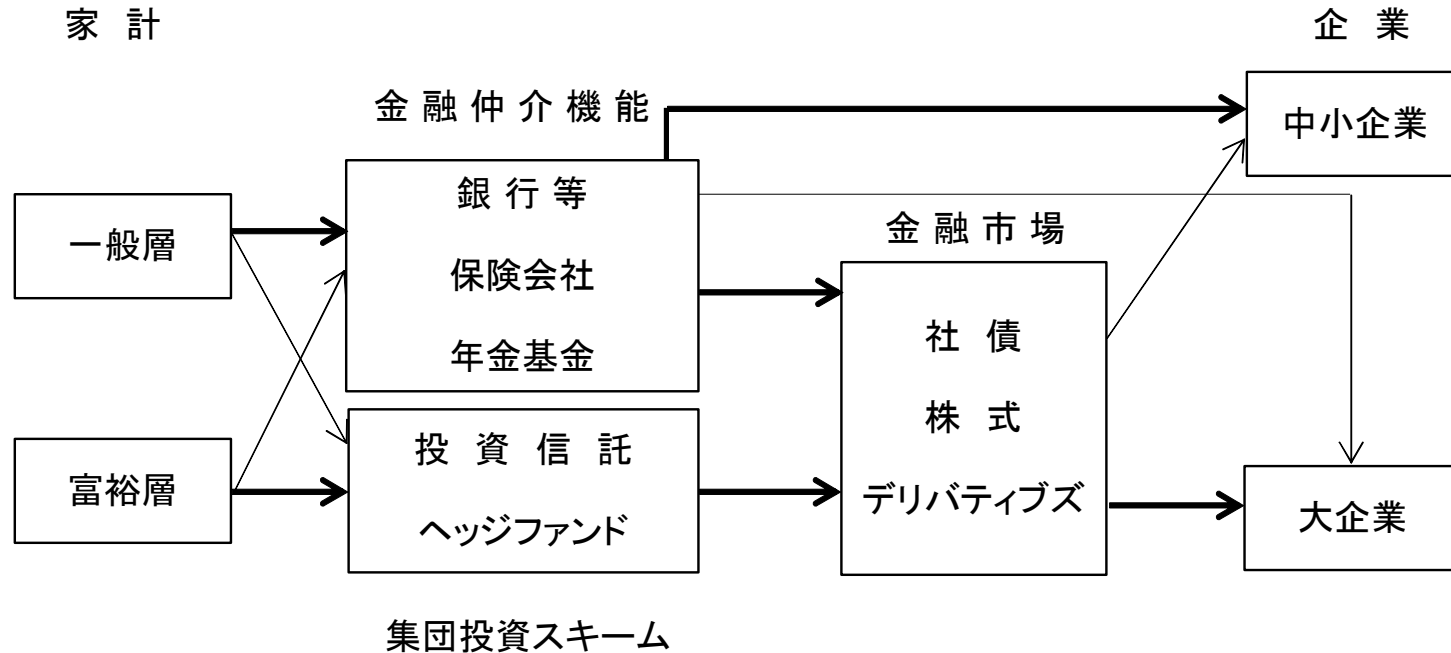 家 計
企 業
金 融 仲 介 機 能
中小企業
銀 行 等
保険会社
年金基金
一般層
金 融 市 場
社 債
株 式
デリバティブズ
投 資 信 託
ヘッジファンド
富裕層
大企業
集団投資スキーム